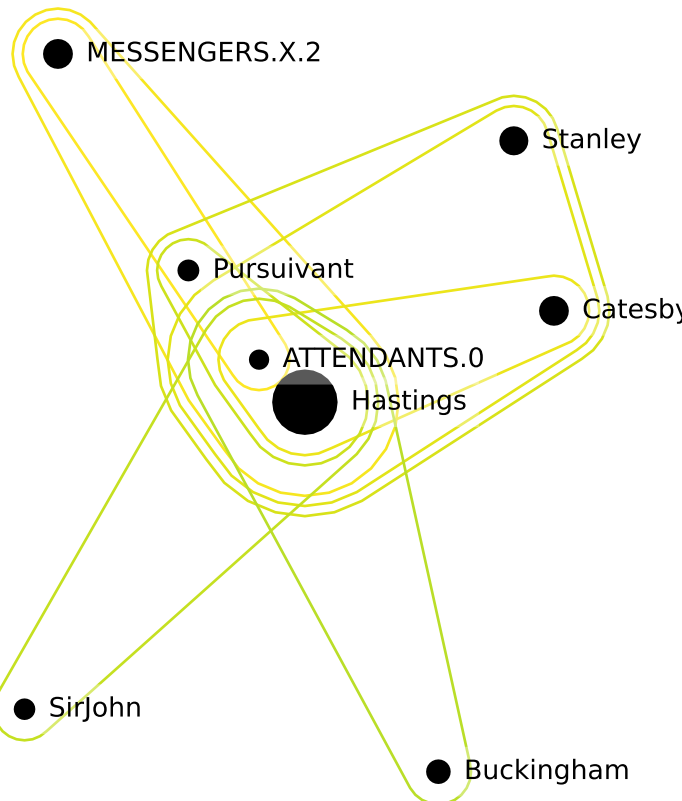 MESSENGERS.X.2
Stanley
Pursuivant
Catesby
ATTENDANTS.0
Hastings
SirJohn
Buckingham